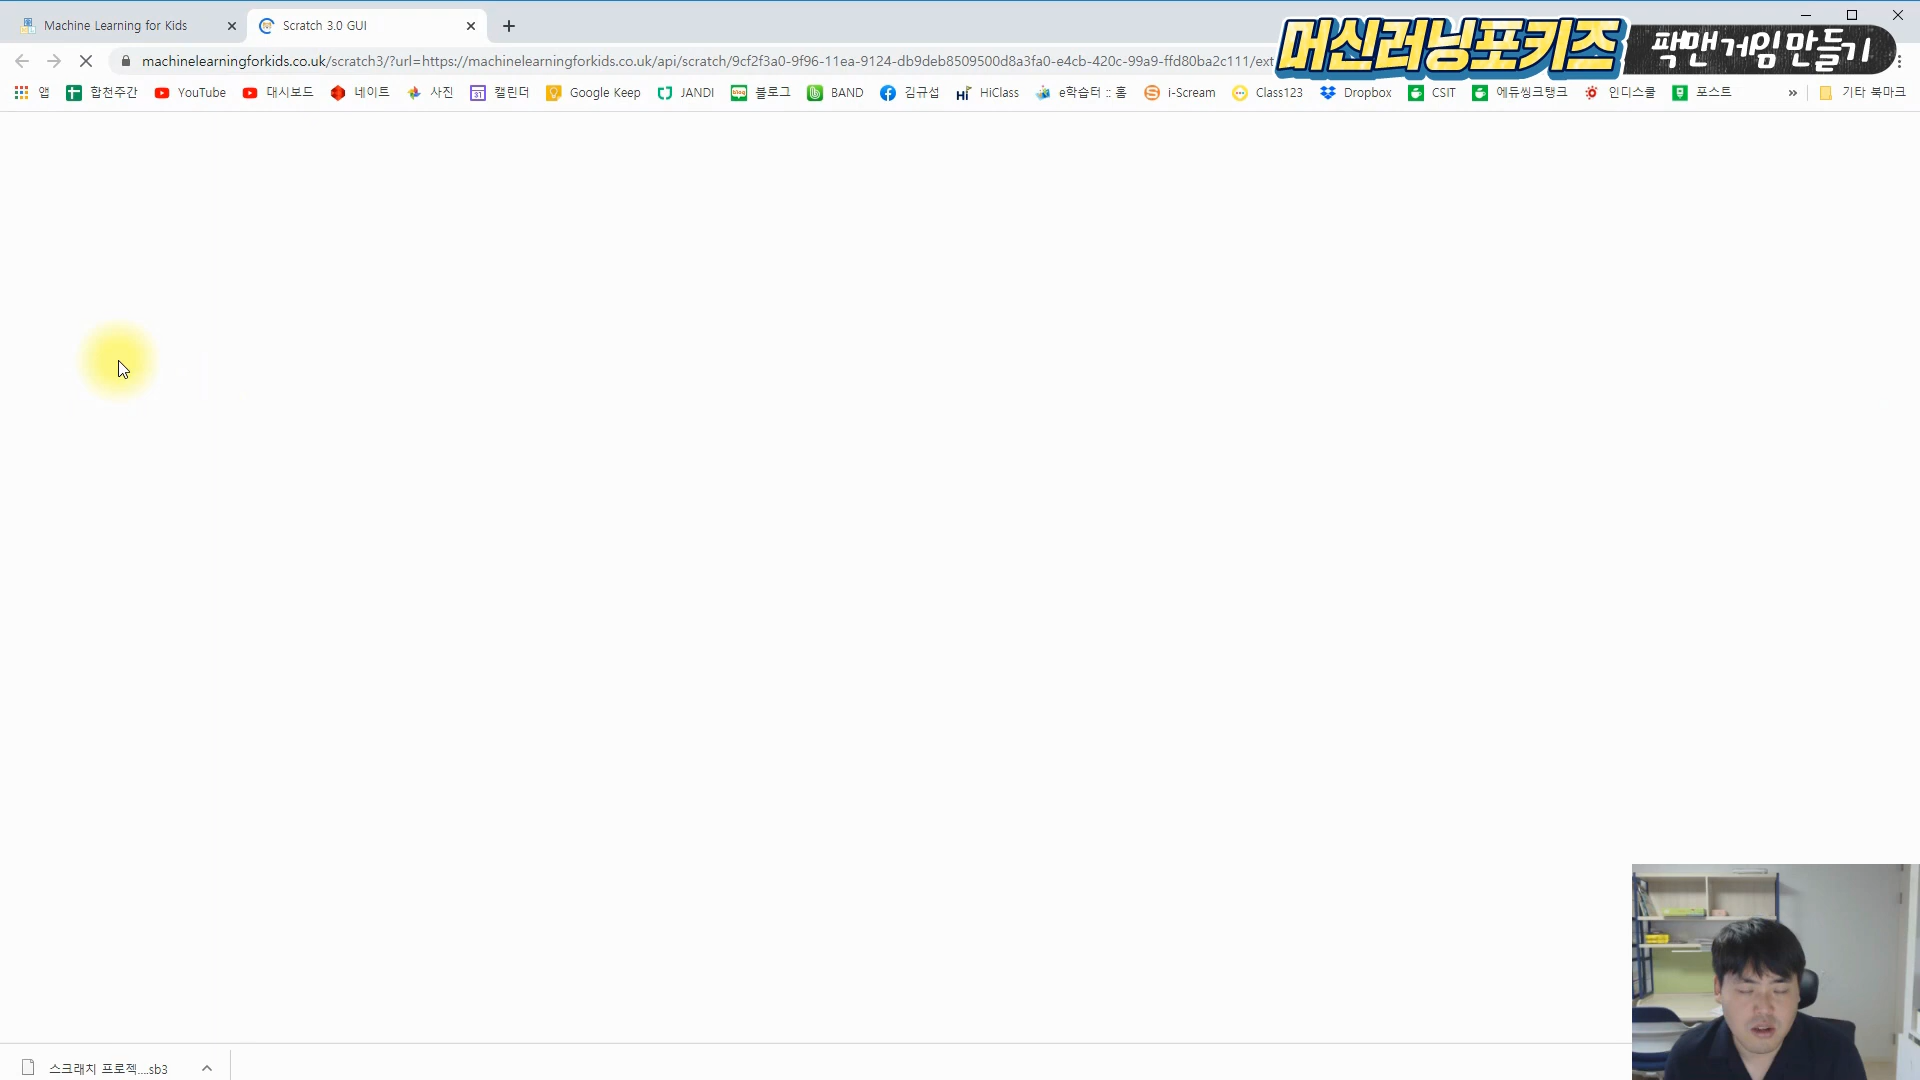 Machine Learning for Kids
Scratch 3.0 GUI
머신러닝포키즈 팩맨게임만들기
machinelearningforkids.co.uk/scratch3/?url=https://machinelearningforkids.co.uk/api/scratch/9cf2f3a0-9f96-11ea-9124-db9deb8509500d8a3fa0-e4cb-420c-99a9-ffd80ba2c111/ext
앱 합천주간 YouTube 대시보드 네이트 사진 31 캘린더 Google Keep JANDI blog 블로그 BAND 김규섭 Hi HiClass e학습터 :: 홈 i-Scream Class123 Dropbox CSIT 에듀씽크탱크 인디스쿨 포스트 » 기타 북마크
스크래치 프로젝....sb3